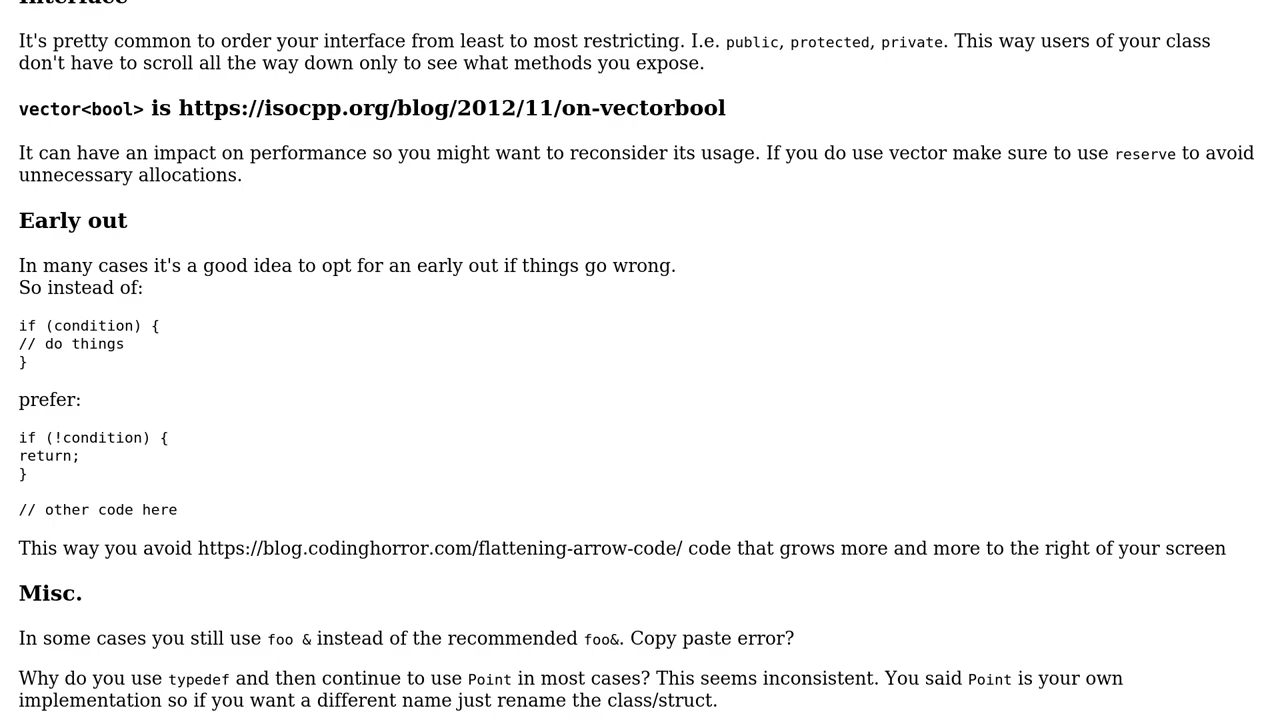 Interface
It's pretty common to order your interface from least to most restricting. I.e. public, protected, private. This way users of your class
don't have to scroll all the way down only to see what methods you expose.
vector<bool> is https://isocpp.org/blog/2012/11/on-vectorbool
It can have an impact on performance so you might want to reconsider its usage. If you do use vector make sure to use reserve to avoid
unnecessary allocations.
Early out
In many cases it's a good idea to opt for an early out if things go wrong.
So instead of:
if (condition) {
// do things
}
prefer:
if (!condition) {
return;
}
// other code here
This way you avoid https://blog.codinghorror.com/flattening-arrow-code/ code that grows more and more to the right of your screen
Misc.
In some cases you still use foo & instead of the recommended foo&. Copy paste error?
Why do you use typedef and then continue to use Point in most cases? This seems inconsistent. You said Point is your own
implementation so if you want a different name just rename the class/struct.